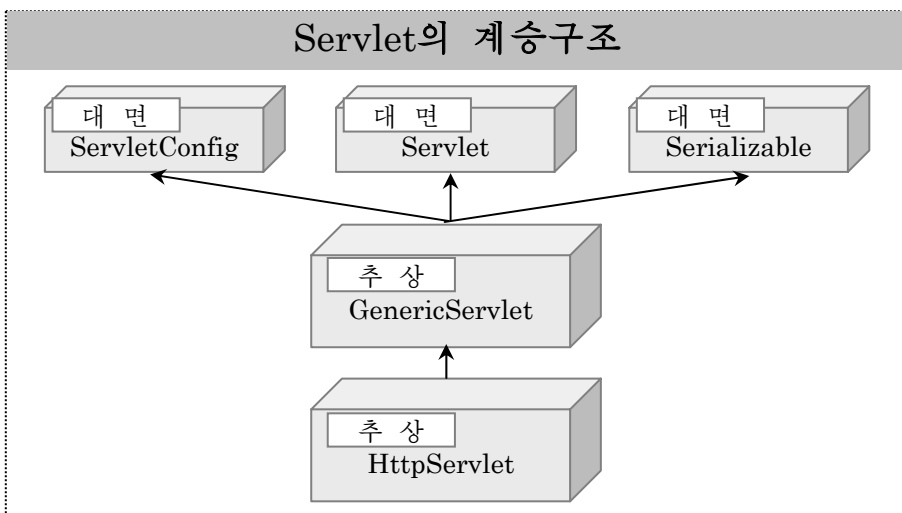 Servlet의 계승구조
대 면
ServletConfig
대 면
Servlet
대 면
Serializable
추 상
GenericServlet
추 상
HttpServlet